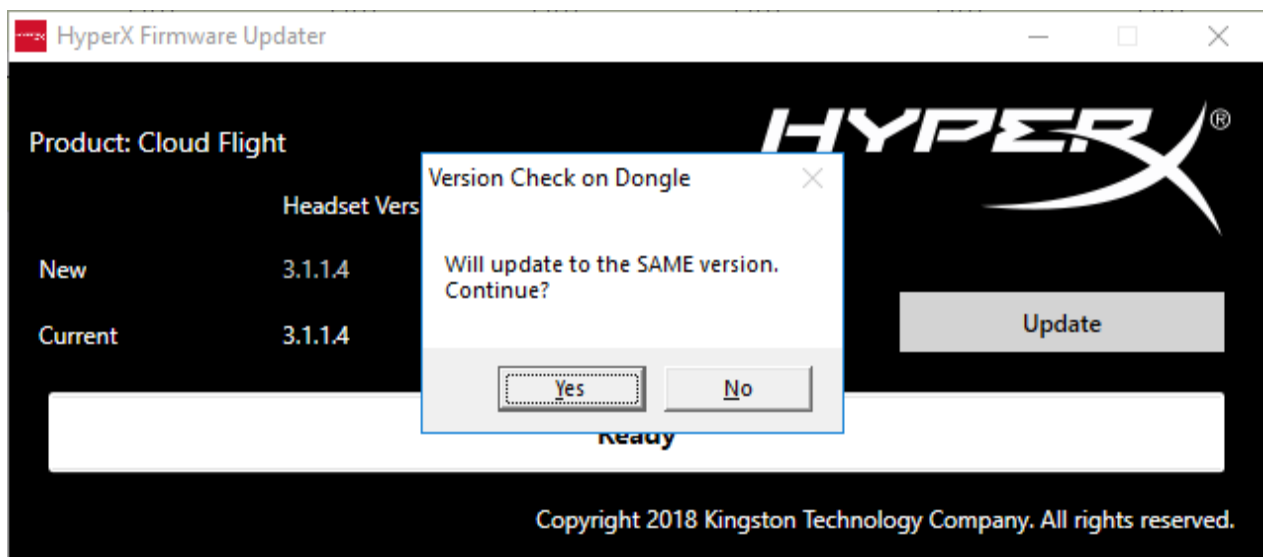 HyperX Firmware Updater
HYPERX®
Product: Cloud Flight
Version Check on Dongle
Headset Vers
Will update to the SAME version.
Continue?
New 3.1.1.4
Current 3.1.1.4
Update
Yes No
Ready
Copyright 2018 Kingston Technology Company. All rights reserved.